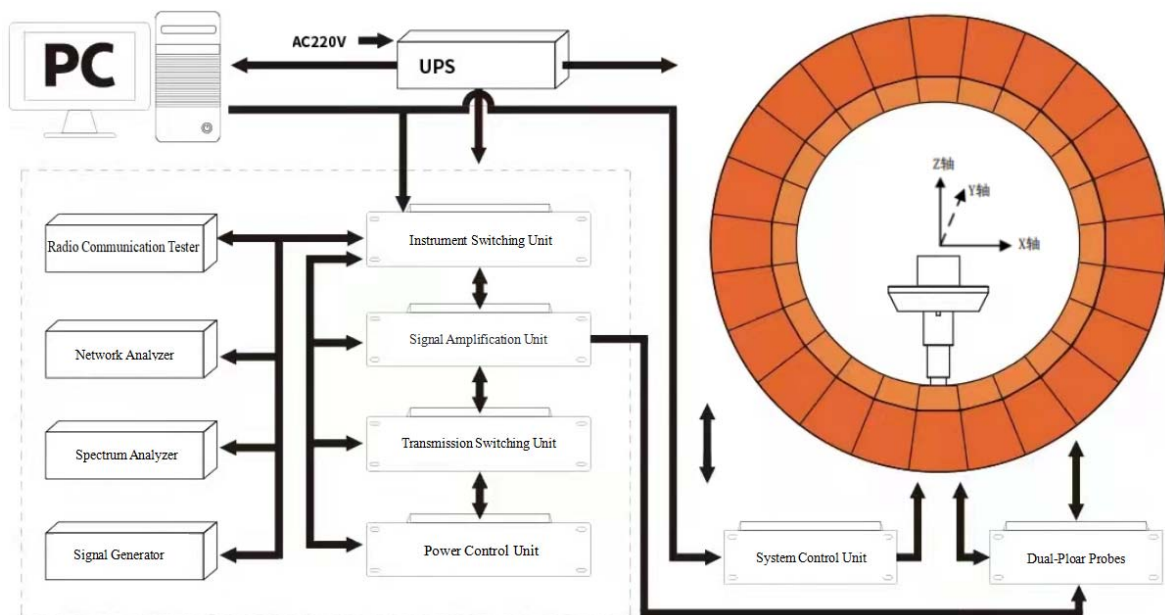 PC
AC220V
UPS
Z轴
Y轴
X轴
Radio Communication Tester
Instrument Switching Unit
Network Analyzer
Signal Amplification Unit
Spectrum Analyzer
Transmission Switching Unit
Signal Generator
Power Control Unit
System Control Unit
Dual-Ploar Probes